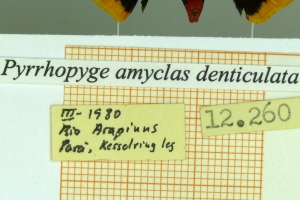 Pyrrhopyge amyclas denticulata
III-1980
Rio Arapiuns
Pará, Kesselring leg
12.260